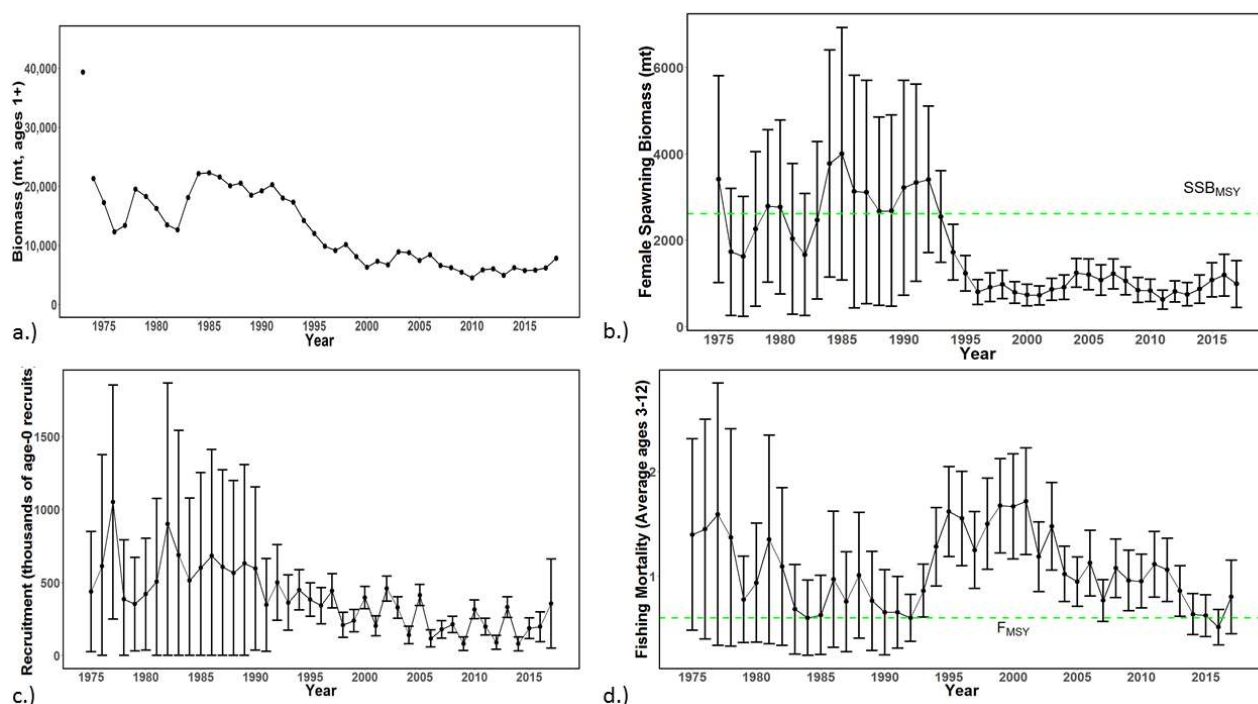 Biomass (mt, ages 1+)
40,000
30,000
20,000
10,000
0
1975 1980 1985 1990 1995 2000 2005 2010 2015
Year
a.)
Female Spawning Biomass (mt)
6000
4000
2000
0
SSBMSY
1975 1980 1985 1990 1995 2000 2005 2010 2015
Year
b.)
Recruitment (thousands of age-0 recruits
1500
1000
500
0
1975 1980 1985 1990 1995 2000 2005 2010 2015
Year
c.)
Fishing Mortality (Average ages 3-12)
2
1
FMSY
1975 1980 1985 1990 1995 2000 2005 2010 2015
Year
d.)